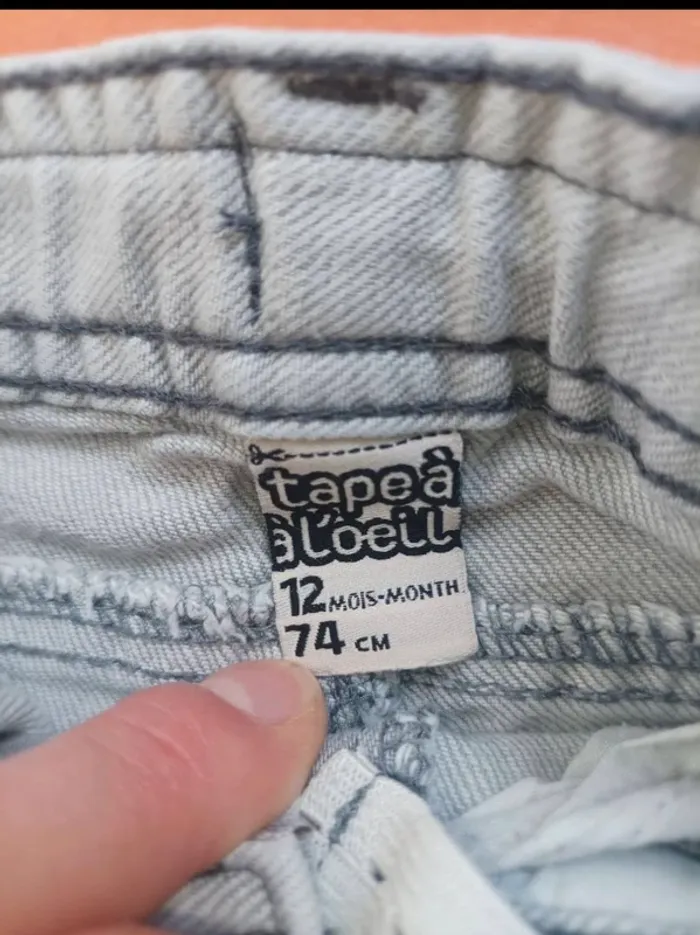 tapeà
àl'oeil
12 MOIS-MONTH
74 CM